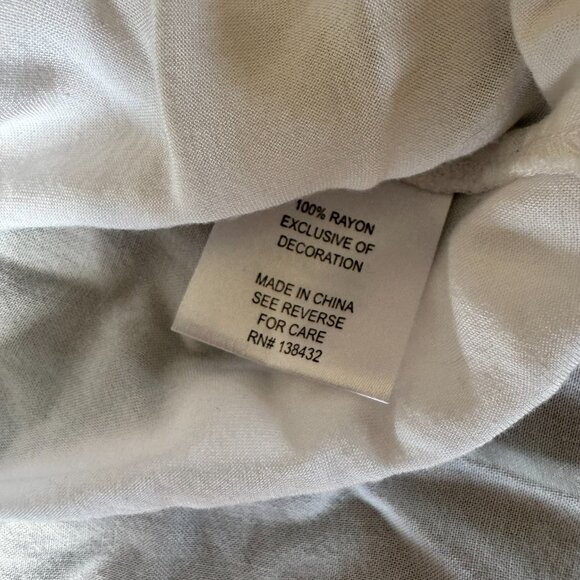 100% RAYON
EXCLUSIVE OF
DECORATION
MADE IN CHINA
SEE REVERSE
FOR CARE
RN# 138432